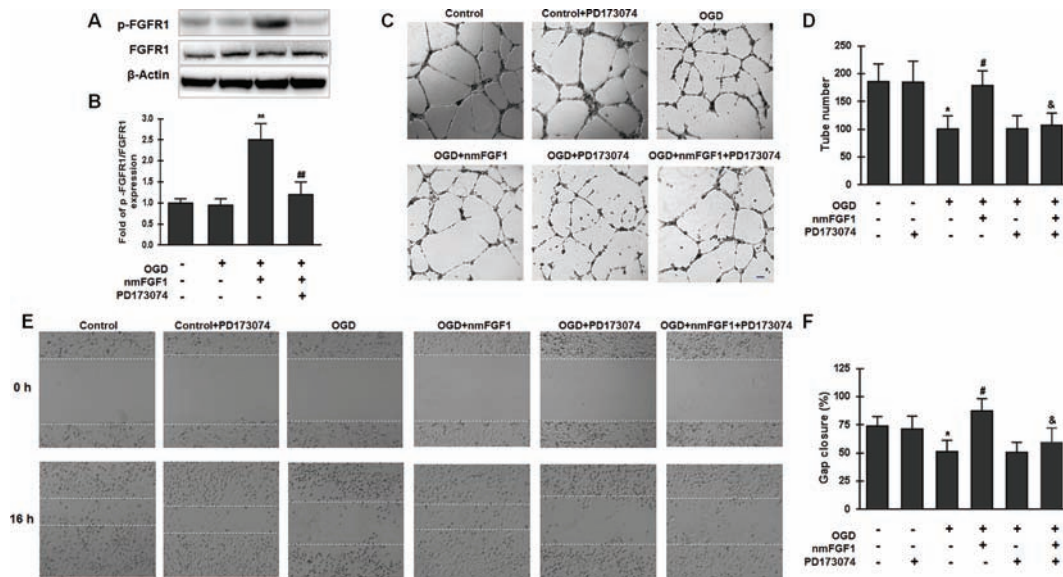 A
p-FGFR1
FGFR1
β-Actin
B
Fold of p -FGFR1/FGFR1
expression
3.0
2.5
2.0
1.5
1.0
0.5
0.0
**
##
OGD - + + +
nmFGF1 - - + +
PD173074 - - - +
C
Control Control+PD173074 OGD
OGD+nmFGF1 OGD+PD173074 OGD+nmFGF1+PD173074
D
Tube number
250
200
150
100
50
0
* # &
OGD - - + + + +
nmFGF1 - - - + - +
PD173074 - + - - + +
E
Control Control+PD173074 OGD OGD+nmFGF1 OGD+PD173074 OGD+nmFGF1+PD173074
0 h
16 h
F
Gap closure (%)
125
100
75
50
25
0
* # &
OGD - - + + + +
nmFGF1 - - - + - +
PD173074 - + - - + +